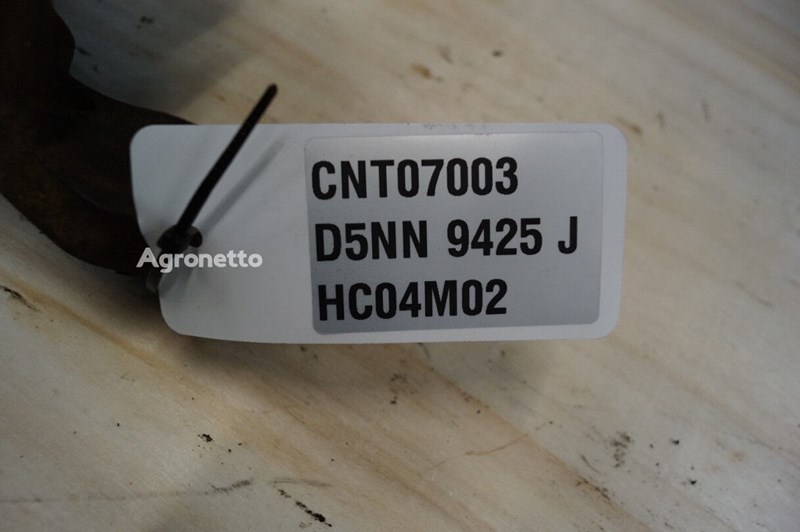 CNT07003
D5NN 9425 J
Agronetto
HC04M02